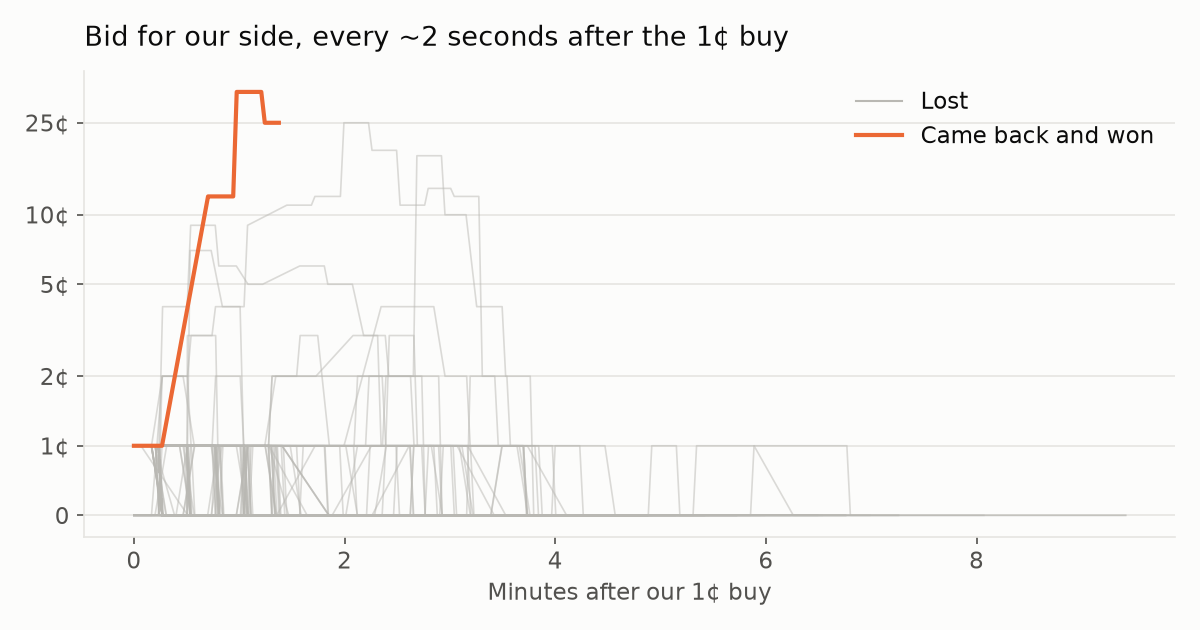 Bid for our side, every ~2 seconds after the 1¢ buy
Lost
Came back and won
25¢
10¢
5¢
2¢
1¢
0
0 2 4 6 8
Minutes after our 1¢ buy